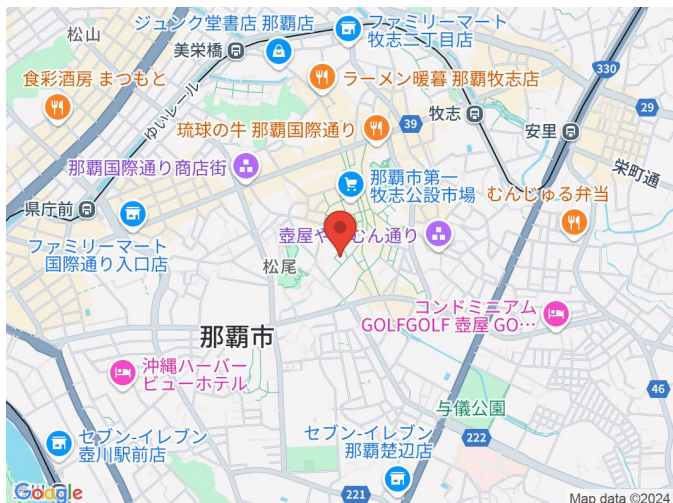 松山
ジュンク堂書店 那覇店
美栄橋
ファミリーマート
牧志二丁目店
330
食彩酒房 まつもと
ラーメン暖暮 那覇牧志店
ゆいレール
39
牧志
安里
29
琉球の牛 那覇国際通り
栄町通
那覇国際通り商店街
那覇市第一
牧志公設市場
むんじゅる弁当
県庁前
ファミリーマート
国際通り入口店
壺屋や
むん通り
松尾
那覇市
コンドミニアム
GOLFGOLF 壺屋 GO…
沖縄ハーバー
ビューホテル
46
与儀公園
セブン-イレブン
壺川駅前店
222
セブン-イレブン
那覇楚辺店
221
Google
Map data ©2024